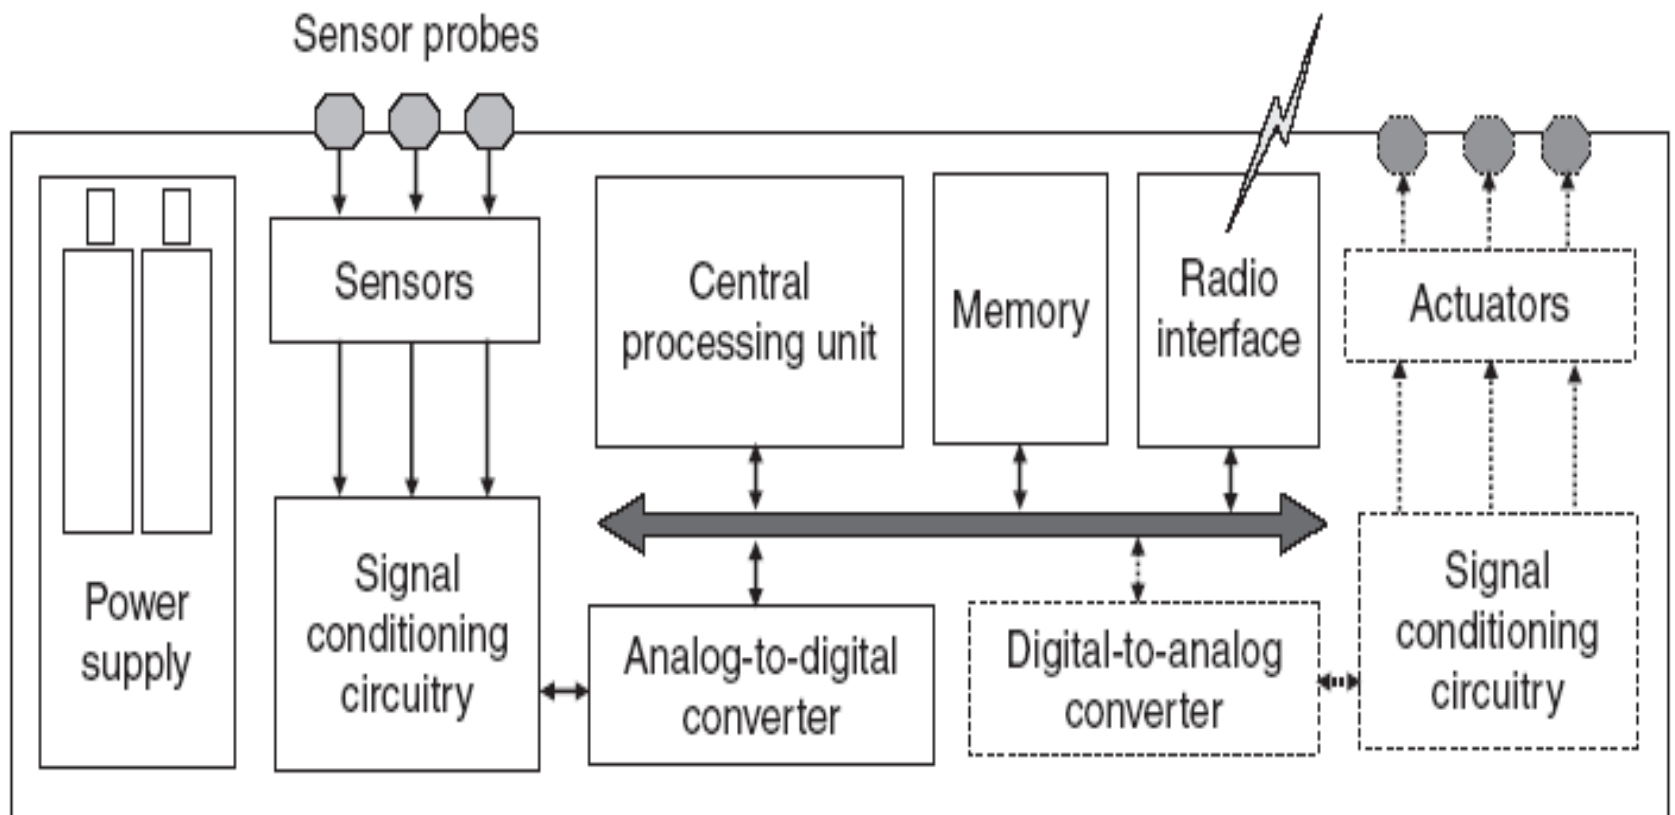 Sensor probes
Power
supply
Sensors
Signal
conditioning
circuitry
Central
processing unit
Memory
Radio
interface
Analog-to-digital
converter
Digital-to-analog
converter
Actuators
Signal
conditioning
circuitry